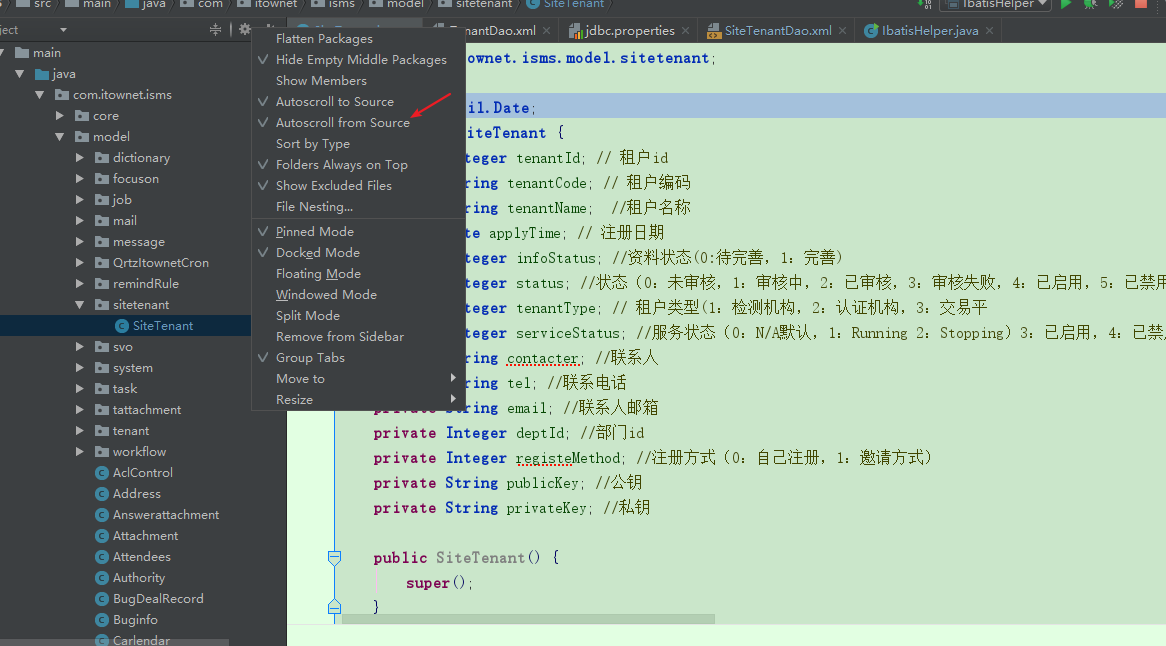 src main java com itownet isms model sitetenant SiteTenant
IbatisHelper
TenantDao.xml jdbc.properties SiteTenantDao.xml IbatisHelper.java
main
java
com.itownet.isms
core
model
dictionary
focuson
job
mail
message
QrtzItownetCron
remindRule
sitetenant
SiteTenant
svo
system
task
tattachment
tenant
workflow
AclControl
Address
Answerattachment
Attachment
Attendees
Authority
BugDealRecord
Buginfo
Carlendar
Flatten Packages
Hide Empty Middle Packages
Show Members
Autoscroll to Source
Autoscroll from Source
Sort by Type
Folders Always on Top
Show Excluded Files
File Nesting...
Pinned Mode
Docked Mode
Floating Mode
Windowed Mode
Split Mode
Remove from Sidebar
Group Tabs
Move to
Resize
ownet.isms.model.sitetenant;
il.Date;
iteTenant {
teger tenantId; // 租户id
ring tenantCode; // 租户编码
ring tenantName; //租户名称
te applyTime; // 注册日期
teger infoStatus; //资料状态(0:待完善, 1: 完善)
teger status; //状态（0: 未审核, 1: 审核中, 2: 已审核, 3: 审核失败, 4: 已启用, 5: 已禁用
teger tenantType; // 租户类型(1: 检测机构, 2: 认证机构, 3: 交易平
teger serviceStatus; //服务状态（0: N/A默认, 1: Running 2: Stopping) 3: 已启用, 4: 已禁
ring contacter; //联系人
ring tel; //联系电话
private String email; //联系人邮箱
private Integer deptId; //部门id
private Integer registeMethod; //注册方式（0: 自己注册, 1: 邀请方式）
private String publicKey; //公钥
private String privateKey; //私钥
public SiteTenant() {
super();
}